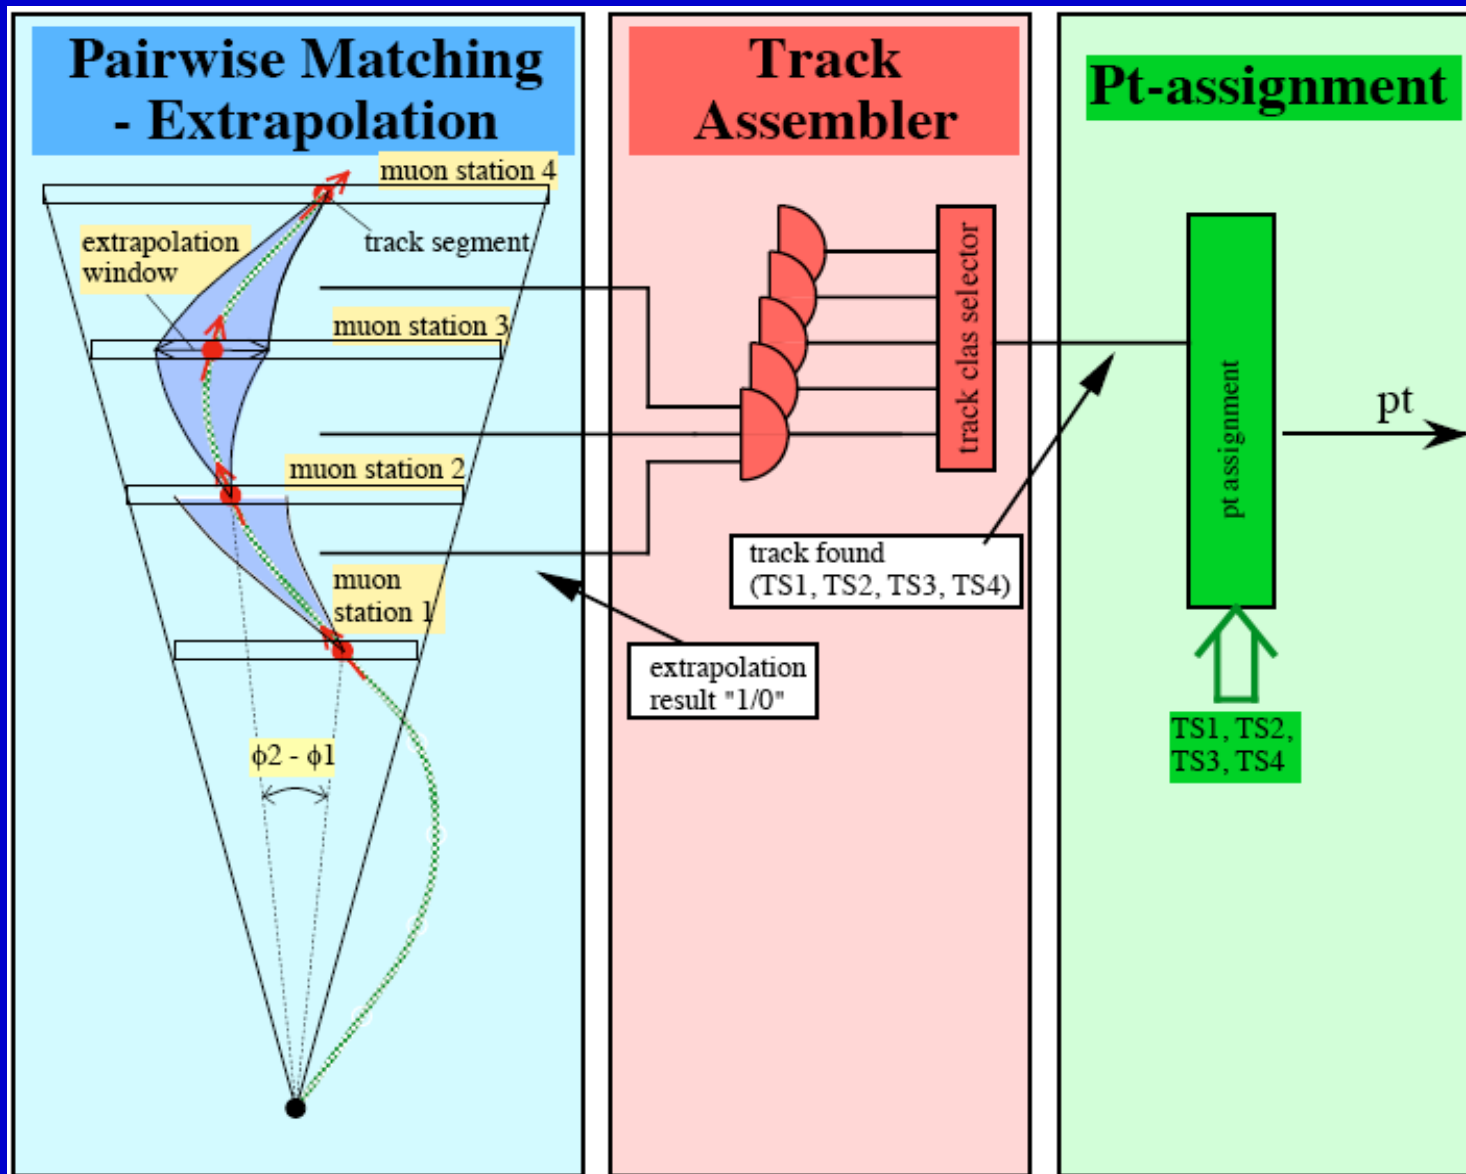 Pairwise Matching
- Extrapolation
muon station 4
extrapolation
window
track segment
muon station 3
muon station 2
muon
station 1
ϕ2 - ϕ1
Track
Assembler
track clas selector
track found
(TS1, TS2, TS3, TS4)
extrapolation
result "1/0"
Pt-assignment
pt assignment
pt
TS1, TS2,
TS3, TS4